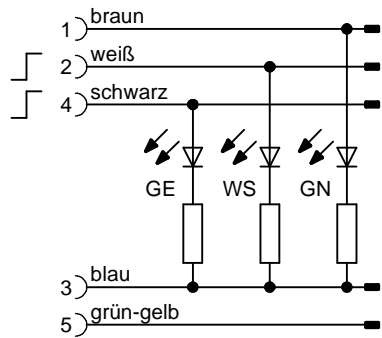 1 braun
2 weiß
4 schwarz
GE WS GN
3 blau
5 grün-gelb